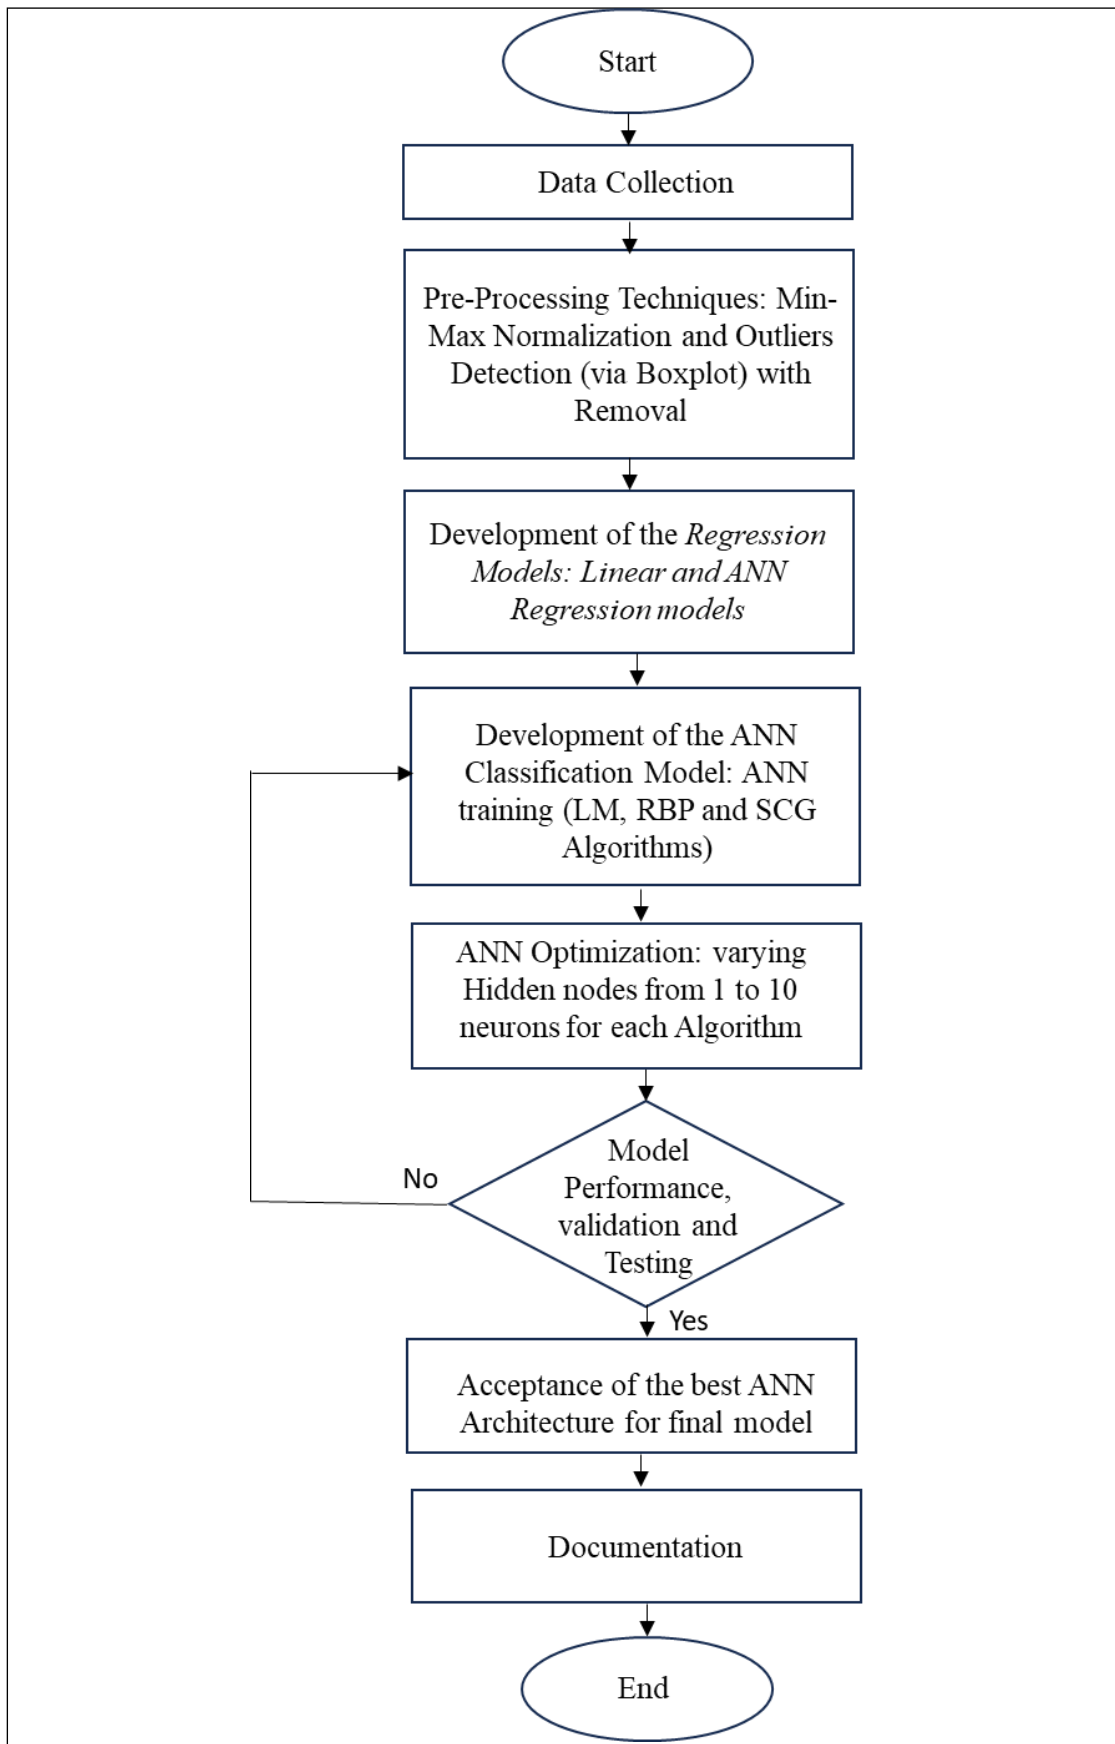 Start
Data Collection
Pre-Processing Techniques: Min-
Max Normalization and Outliers
Detection (via Boxplot) with
Removal
Development of the Regression
Models: Linear and ANN
Regression models
Development of the ANN
Classification Model: ANN
training (LM, RBP and SCG
Algorithms)
ANN Optimization: varying
Hidden nodes from 1 to 10
neurons for each Algorithm
Model
Performance,
validation and
Testing
No
Yes
Acceptance of the best ANN
Architecture for final model
Documentation
End